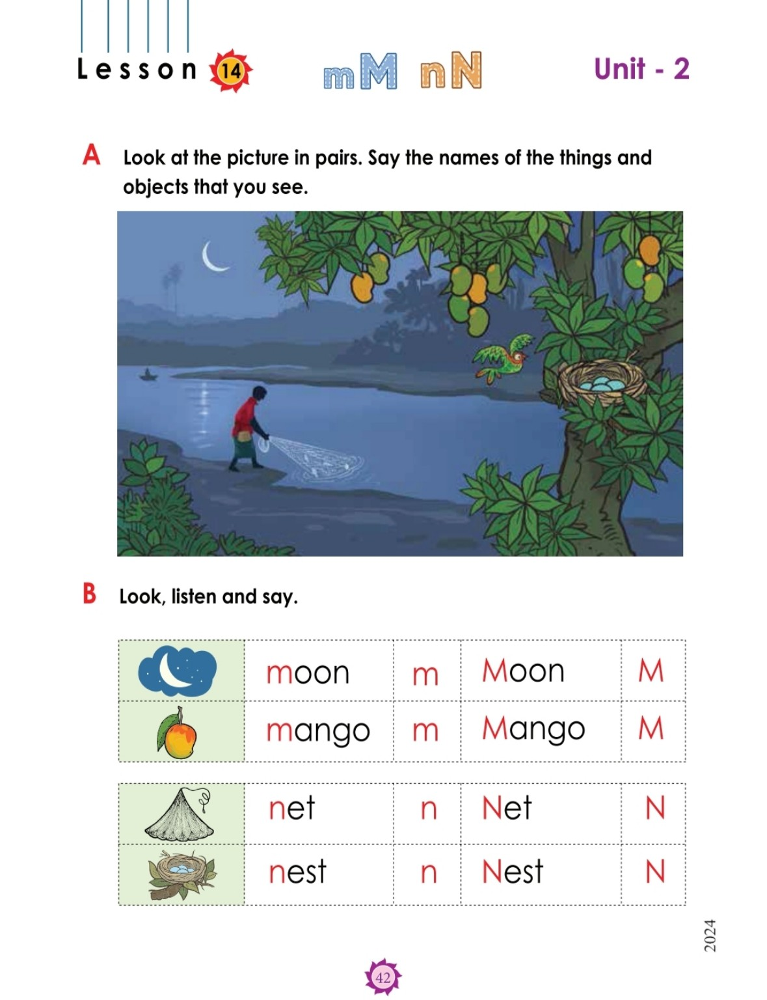 Lesson 14 mM nN Unit - 2
A Look at the picture in pairs. Say the names of the things and
objects that you see.
B Look, listen and say.
moon m Moon M
mango m Mango M
net n Net N
nest n Nest N
2024
42